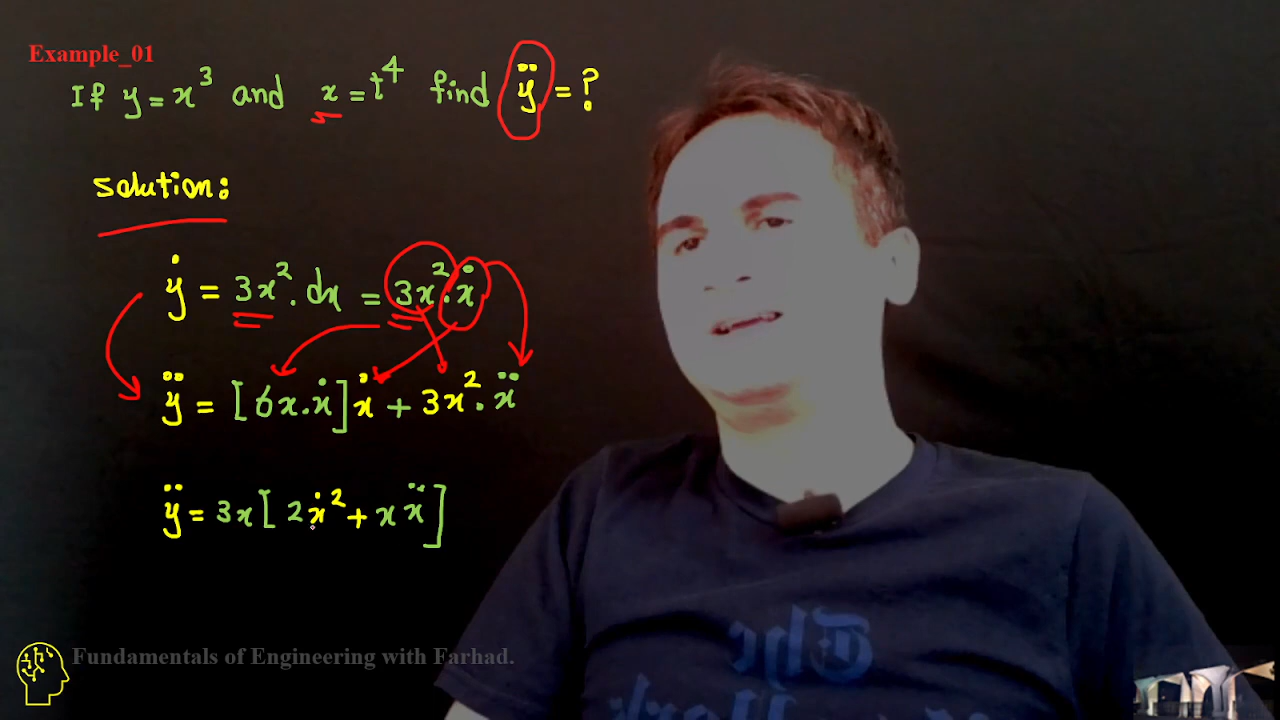 Example_01
If y = x³ and x = t⁴ find ÿ = ?
solution:
ẏ = 3x². dx = 3x². ẋ
ÿ = [6x. ẋ] ẋ + 3x². ẍ
ÿ = 3x [ 2ẋ² + x ẍ ]
Fundamentals of Engineering with Farhad.
The